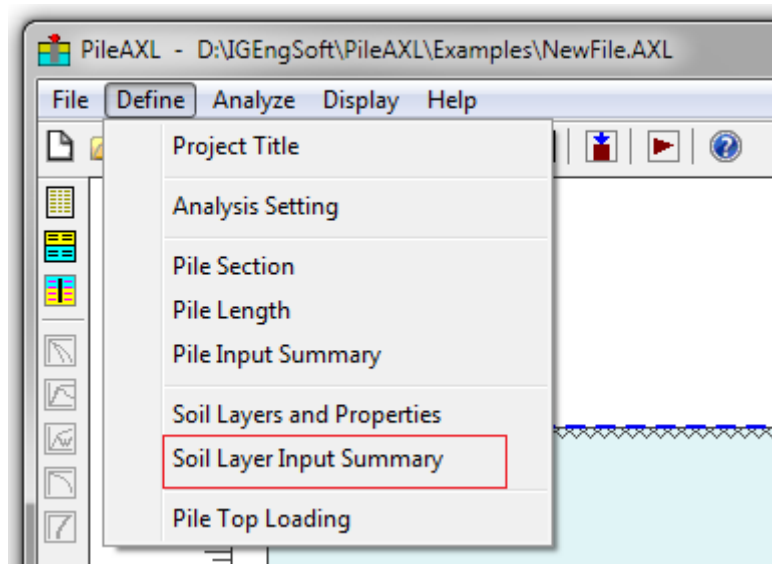 PileAXL - D:\IGEngSoft\PileAXL\Examples\NewFile.AXL
File Define Analyze Display Help
Project Title
Analysis Setting
Pile Section
Pile Length
Pile Input Summary
Soil Layers and Properties
Soil Layer Input Summary
Pile Top Loading